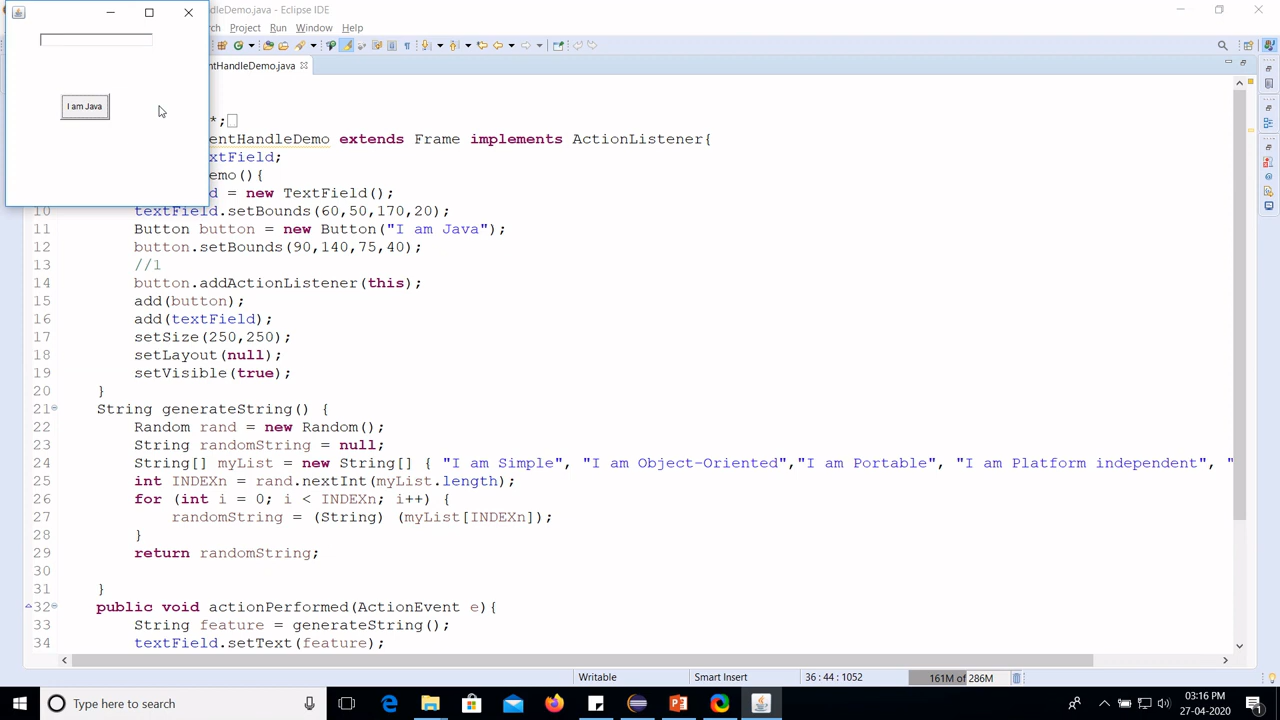 HandleDemo.java - Eclipse IDE
Project Run Window Help
entHandleDemo.java
I am Java
*;
entHandleDemo extends Frame implements ActionListener{
xtField;
emo(){
d = new TextField();
10 textField.setBounds(60,50,170,20);
11 Button button = new Button("I am Java");
12 button.setBounds(90,140,75,40);
13 //1
14 button.addActionListener(this);
15 add(button);
16 add(textField);
17 setSize(250,250);
18 setLayout(null);
19 setVisible(true);
20 }
21 String generateString() {
22 Random rand = new Random();
23 String randomString = null;
24 String[] myList = new String[] { "I am Simple", "I am Object-Oriented","I am Portable", "I am Platform independent", "
25 int INDEXn = rand.nextInt(myList.length);
26 for (int i = 0; i < INDEXn; i++) {
27 randomString = (String) (myList[INDEXn]);
28 }
29 return randomString;
30
31 }
32 public void actionPerformed(ActionEvent e){
33 String feature = generateString();
34 textField.setText(feature);
Writable Smart Insert 36 : 44 : 1052 161M of 286M
Type here to search
03:16 PM
27-04-2020